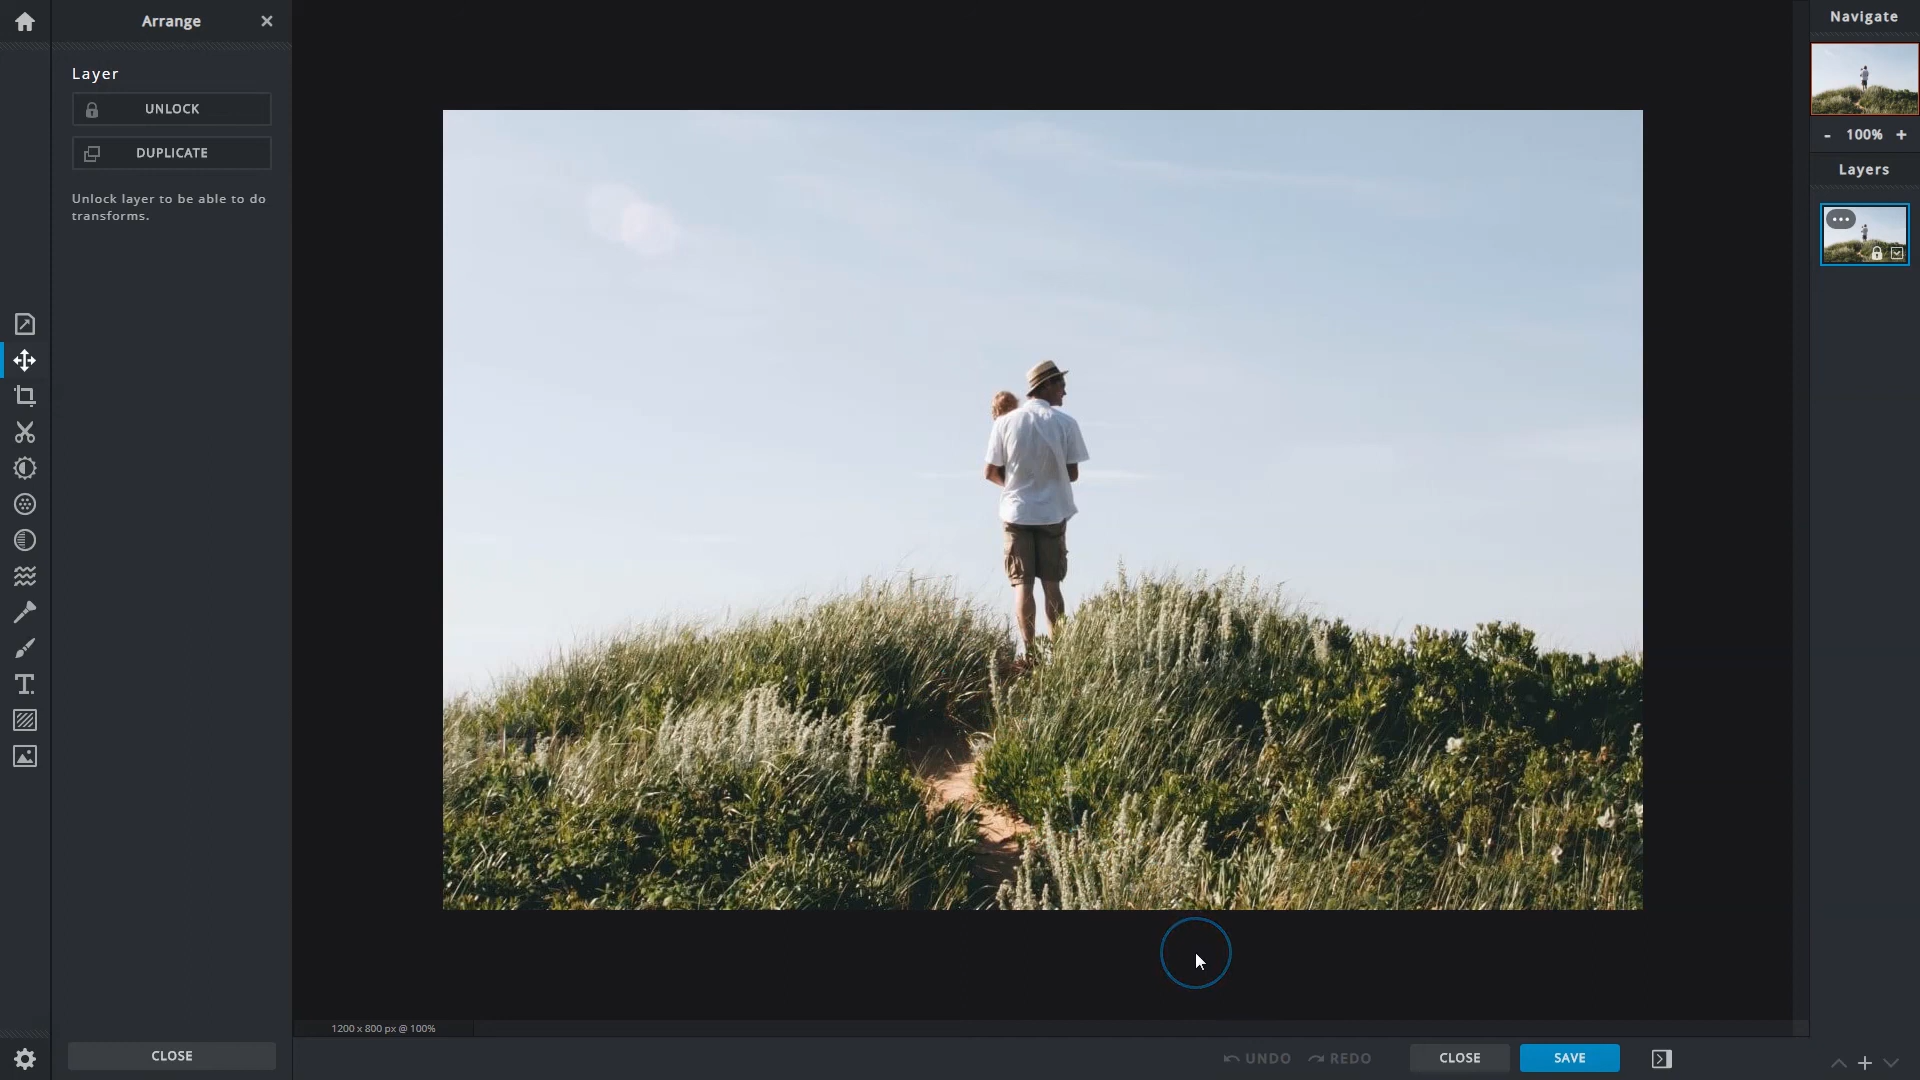 Arrange
Layer
UNLOCK
DUPLICATE
Unlock layer to be able to do
transforms.
CLOSE
1200 x 800 px @ 100%
UNDO
REDO
CLOSE
SAVE
Navigate
- 100% +
Layers